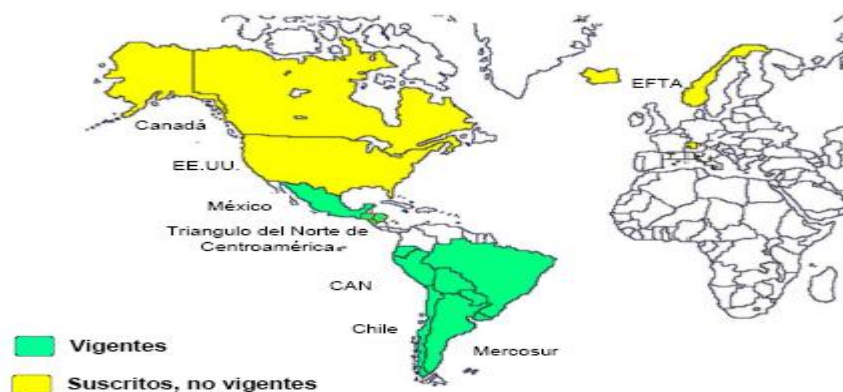 EFTA
Canadá
EE.UU.
México
Triangulo del Norte de
Centroamérica
CAN
Chile
Mercosur
Vigentes
Suscritos, no vigentes